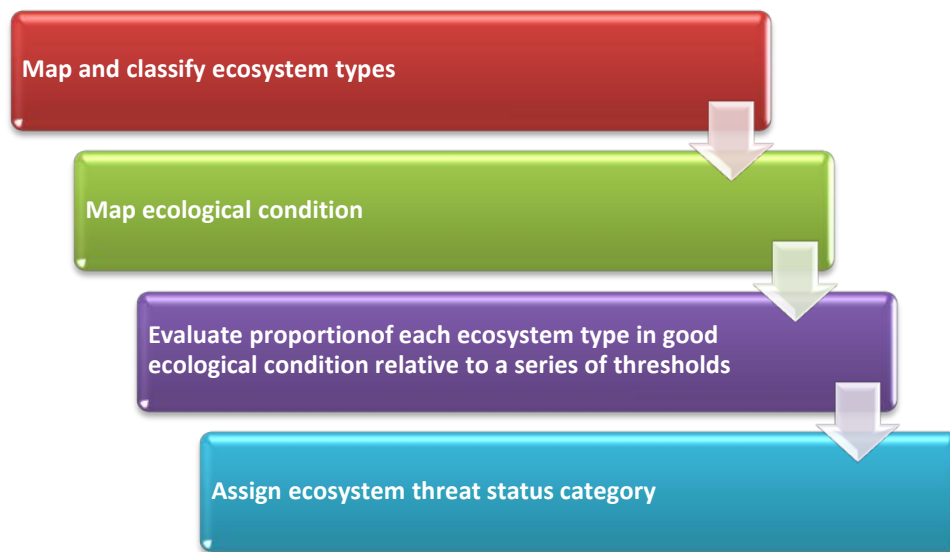 Map and classify ecosystem types
Map ecological condition
Evaluate proportionof each ecosystem type in good
ecological condition relative to a series of thresholds
Assign ecosystem threat status category